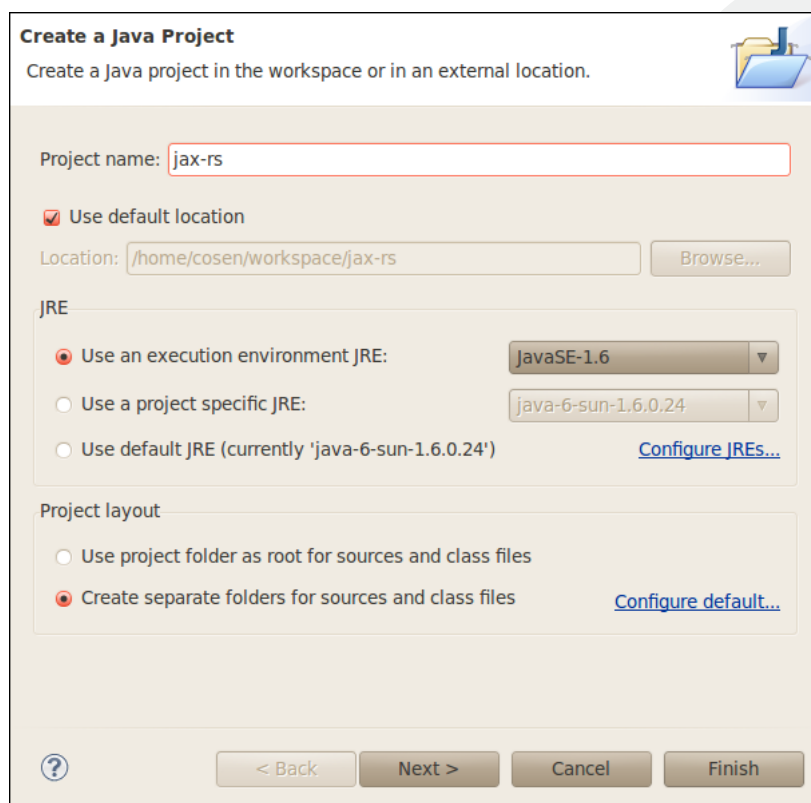 Create a Java Project
Create a Java project in the workspace or in an external location.
Project name: jax-rs
Use default location
Location: /home/cosen/workspace/jax-rs Browse...
JRE
Use an execution environment JRE: JavaSE-1.6
Use a project specific JRE: java-6-sun-1.6.0.24
Use default JRE (currently 'java-6-sun-1.6.0.24') Configure JREs...
Project layout
Use project folder as root for sources and class files
Create separate folders for sources and class files Configure default...
? < Back Next > Cancel Finish